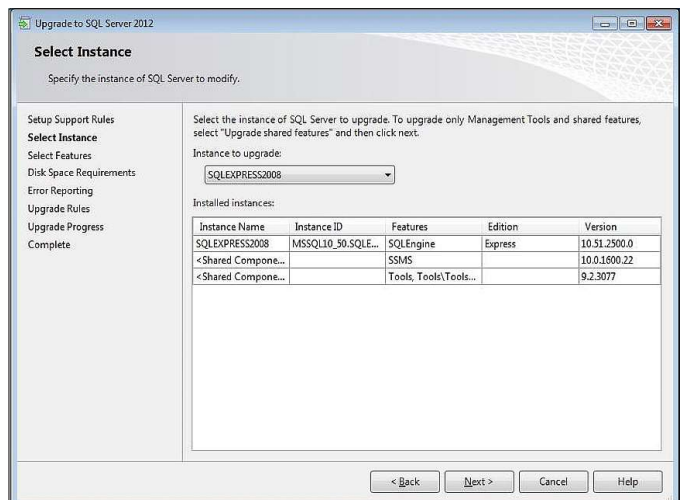 Upgrade to SQL Server 2012
Select Instance
Specify the instance of SQL Server to modify.
Setup Support Rules
Select Instance
Select Features
Disk Space Requirements
Error Reporting
Upgrade Rules
Upgrade Progress
Complete
Select the instance of SQL Server to upgrade. To upgrade only Management Tools and shared features,
select "Upgrade shared features" and then click next.
Instance to upgrade:
SQLEXPRESS2008
Installed instances:
Instance Name Instance ID Features Edition Version
SQLEXPRESS2008 MSSQL10_50.SQLE... SQLEngine Express 10.51.2500.0
<Shared Compone... SSMS 10.0.1600.22
<Shared Compone... Tools, Tools\Tools... 9.2.3077
< Back Next > Cancel Help